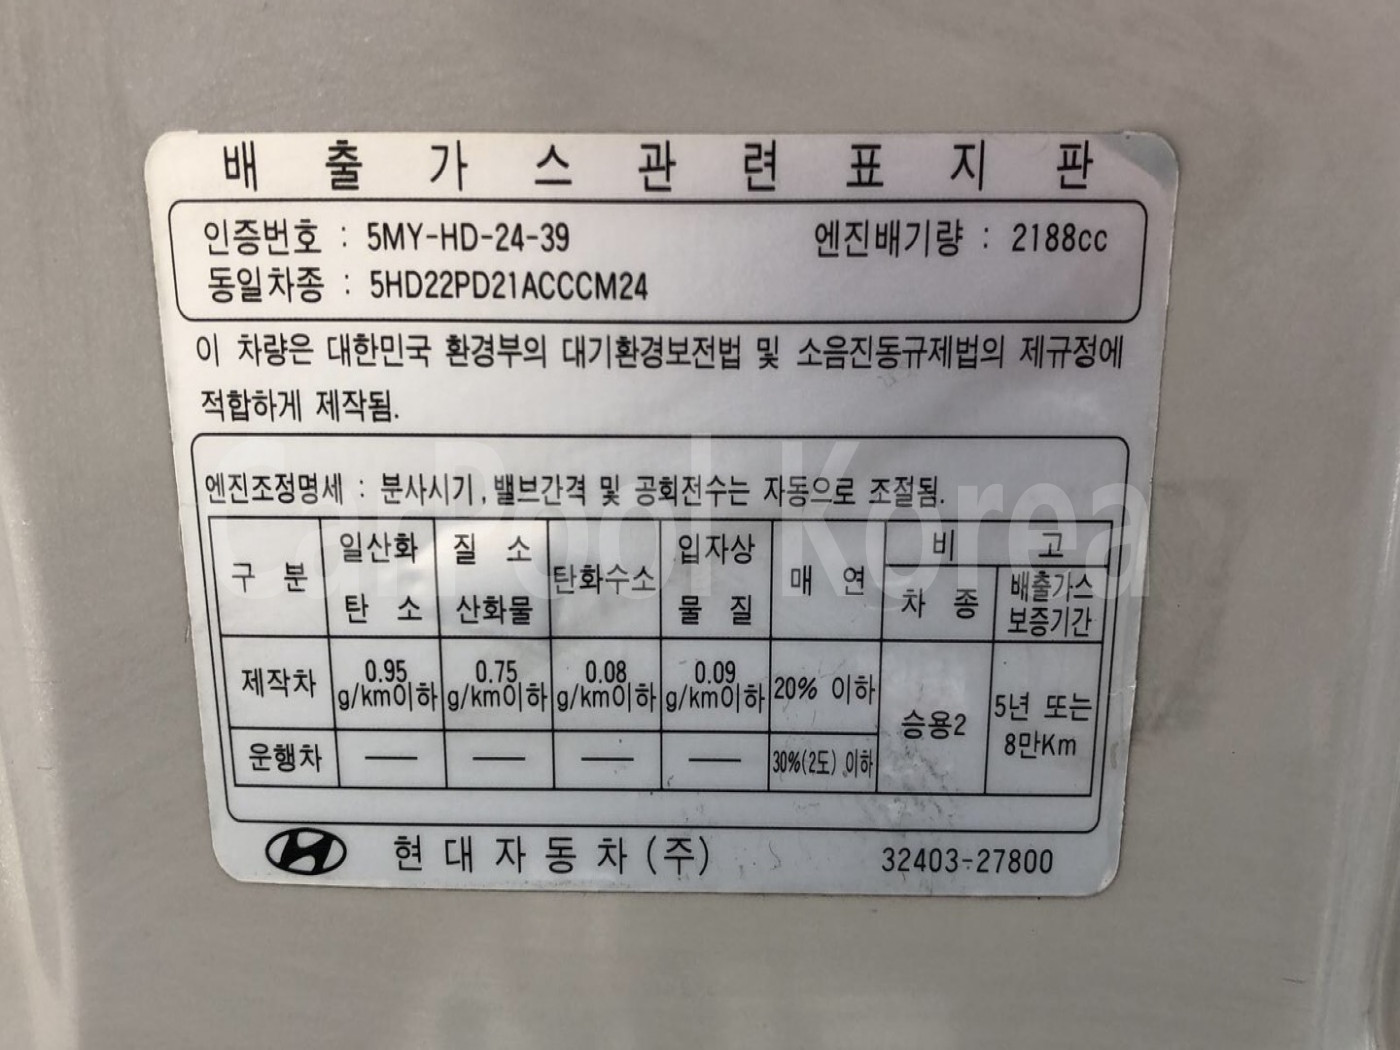 배 출 가 스 관 련 표 지 판
인증번호 : 5MY-HD-24-39 엔진배기량 : 2188cc
동일차종 : 5HD22PD21ACCCM24
이 차량은 대한민국 환경부의 대기환경보전법 및 소음진동규제법의 제규정에
적합하게 제작됨.
엔진조정명세 : 분사시기, 밸브간격 및 공회전수는 자동으로 조절됨.
구 분 일산화 탄 소 질 소 산화물 탄화수소 입자상 물 질 매 연 비 고
차 종 배출가스 보증기간
제작차 0.95 g/km이하 0.75 g/km이하 0.08 g/km이하 0.09 g/km이하 20% 이하 승용2 5년 또는 8만Km
운행차 — — — — 30%(2도) 이하
현대자동차(주) 32403-27800
CarPool Korea